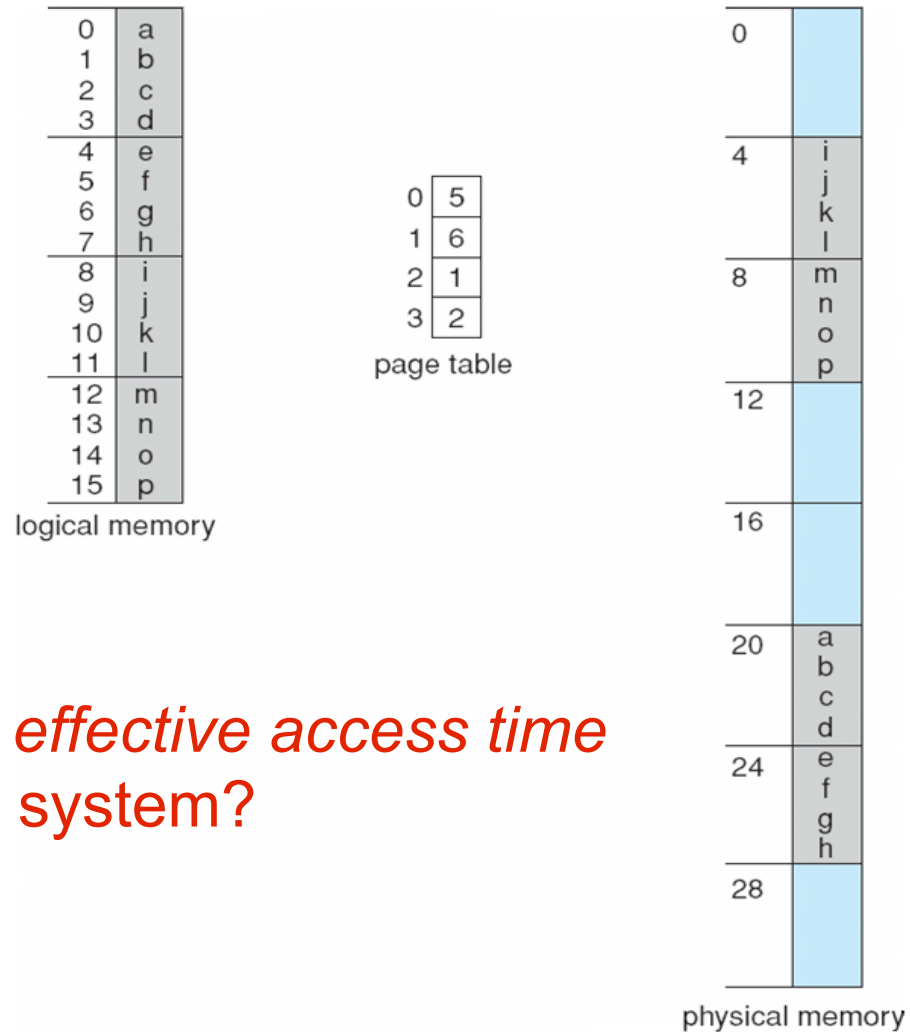 0 a
1 b
2 c
3 d
4 e
5 f
6 g
7 h
8 i
9 j
10 k
11 l
12 m
13 n
14 o
15 p
logical memory
0 5
1 6
2 1
3 2
page table
0
4 i
j
k
l
8 m
n
o
p
12
16
20 a
b
c
d
24 e
f
g
h
28
physical memory
effective access time
system?